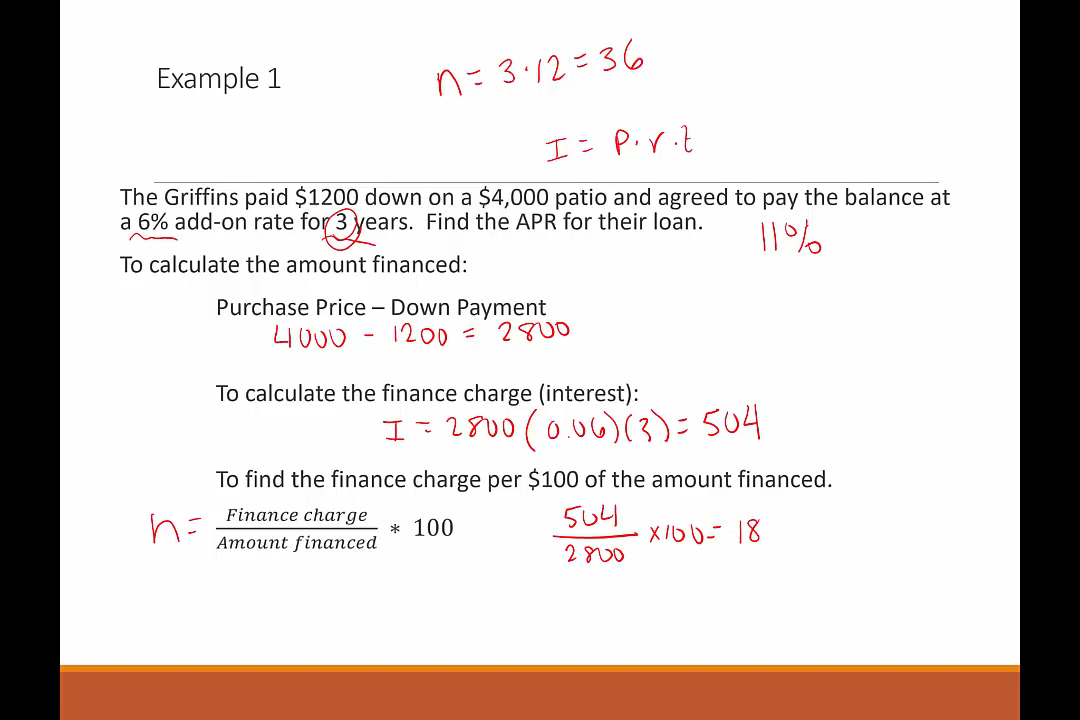 Example 1
n = 3 · 12 = 36
I = P · r · t
The Griffins paid $1200 down on a $4,000 patio and agreed to pay the balance at
a 6% add-on rate for 3 years. Find the APR for their loan.
11%
To calculate the amount financed:
Purchase Price – Down Payment
4000 - 1200 = 2800
To calculate the finance charge (interest):
I = 2800 (0.06)(3) = 504
To find the finance charge per $100 of the amount financed.
h = Finance charge / Amount financed * 100
504 / 2800 x100 = 18